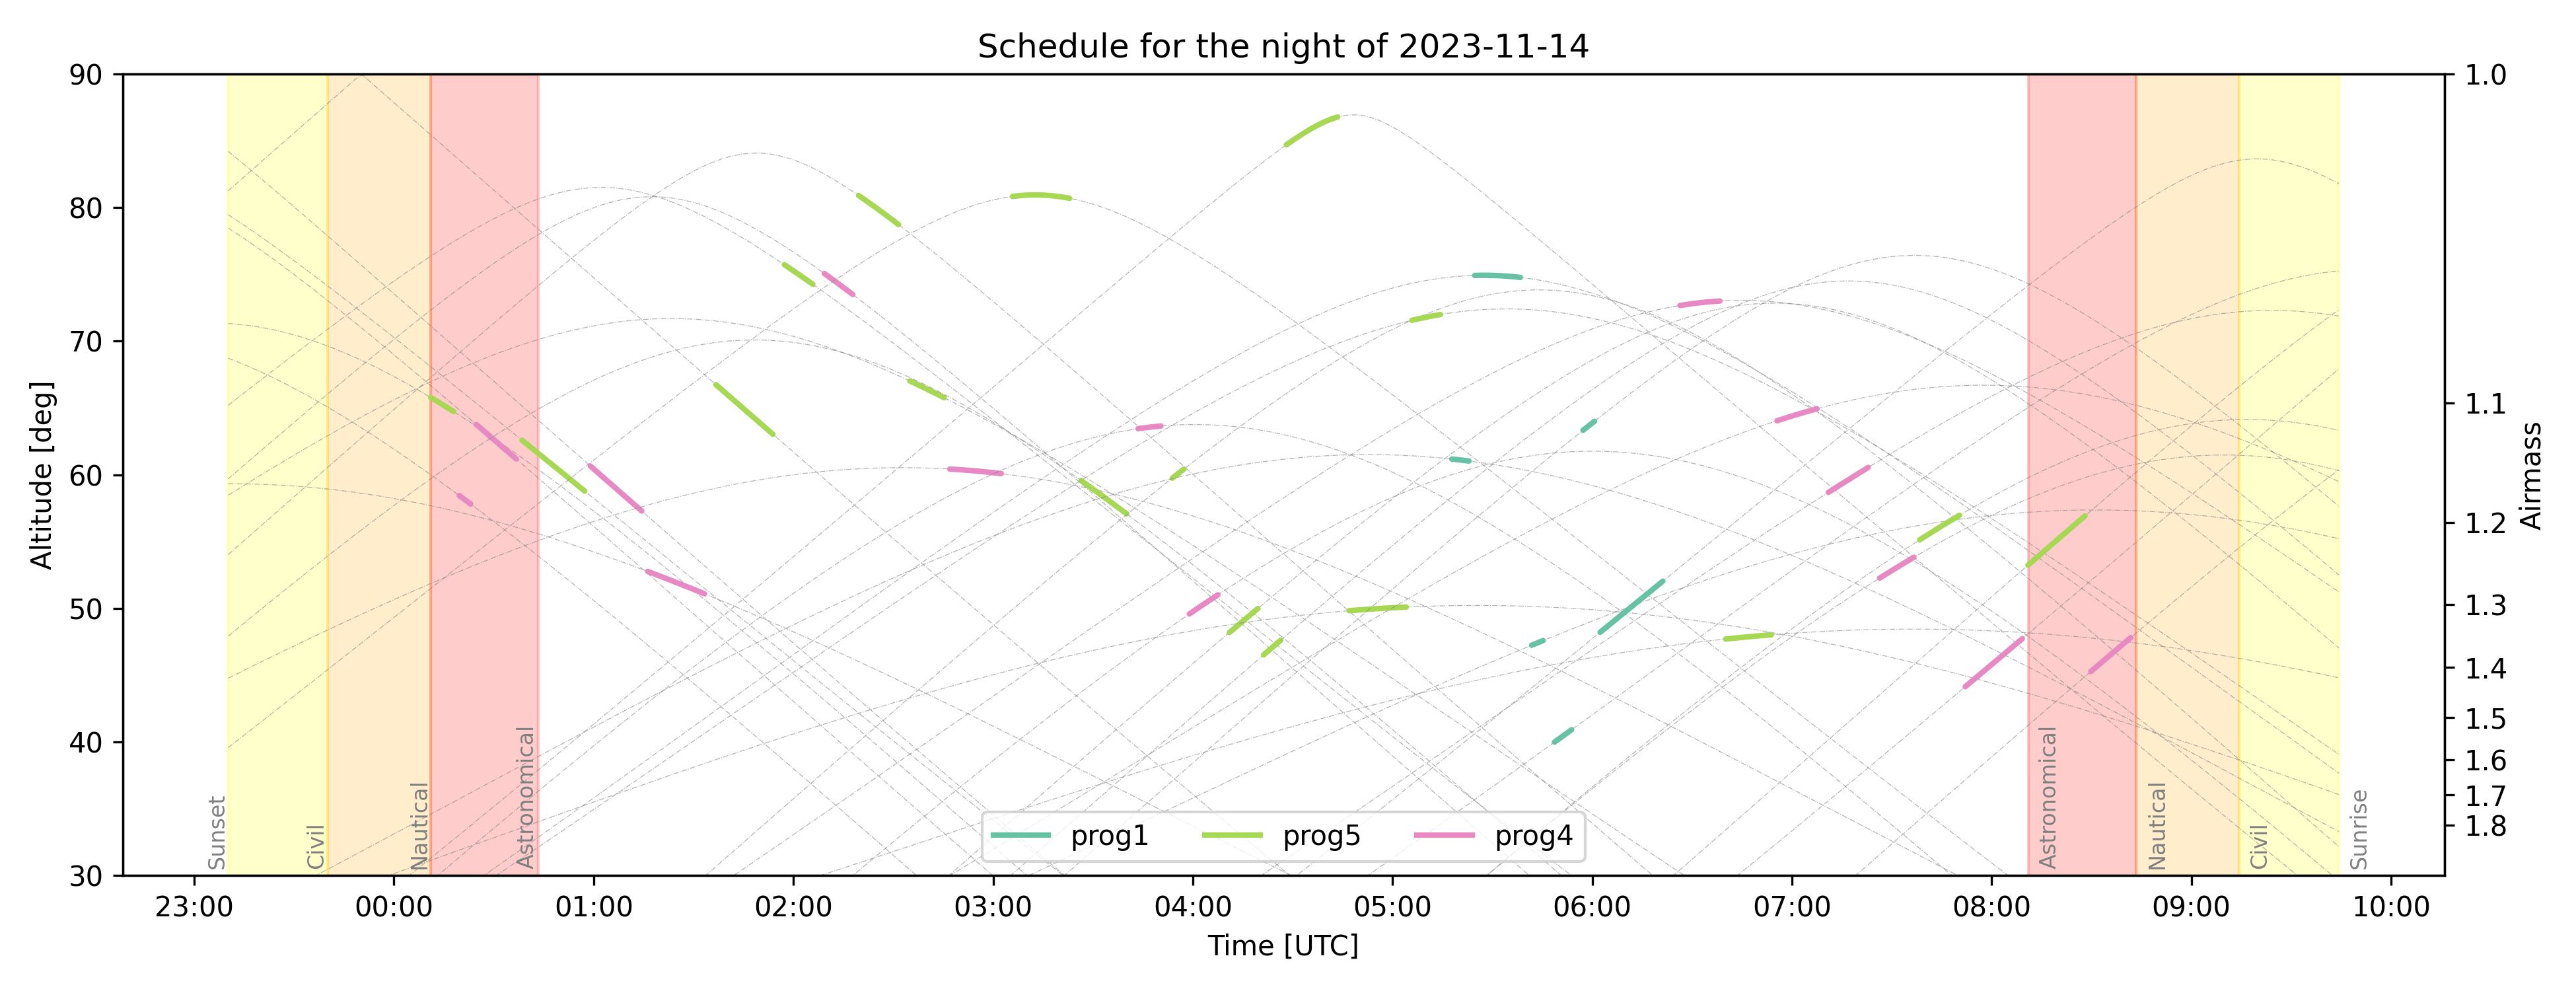 Schedule for the night of 2023-11-14
90
80
70
60
50
40
30
Altitude [deg]
1.0
1.1
1.2
1.3
1.4
1.5
1.6
1.7
1.8
Airmass
Sunset
Civil
Nautical
Astronomical
Astronomical
Nautical
Civil
Sunrise
prog1 prog5 prog4
23:00 00:00 01:00 02:00 03:00 04:00 05:00 06:00 07:00 08:00 09:00 10:00
Time [UTC]